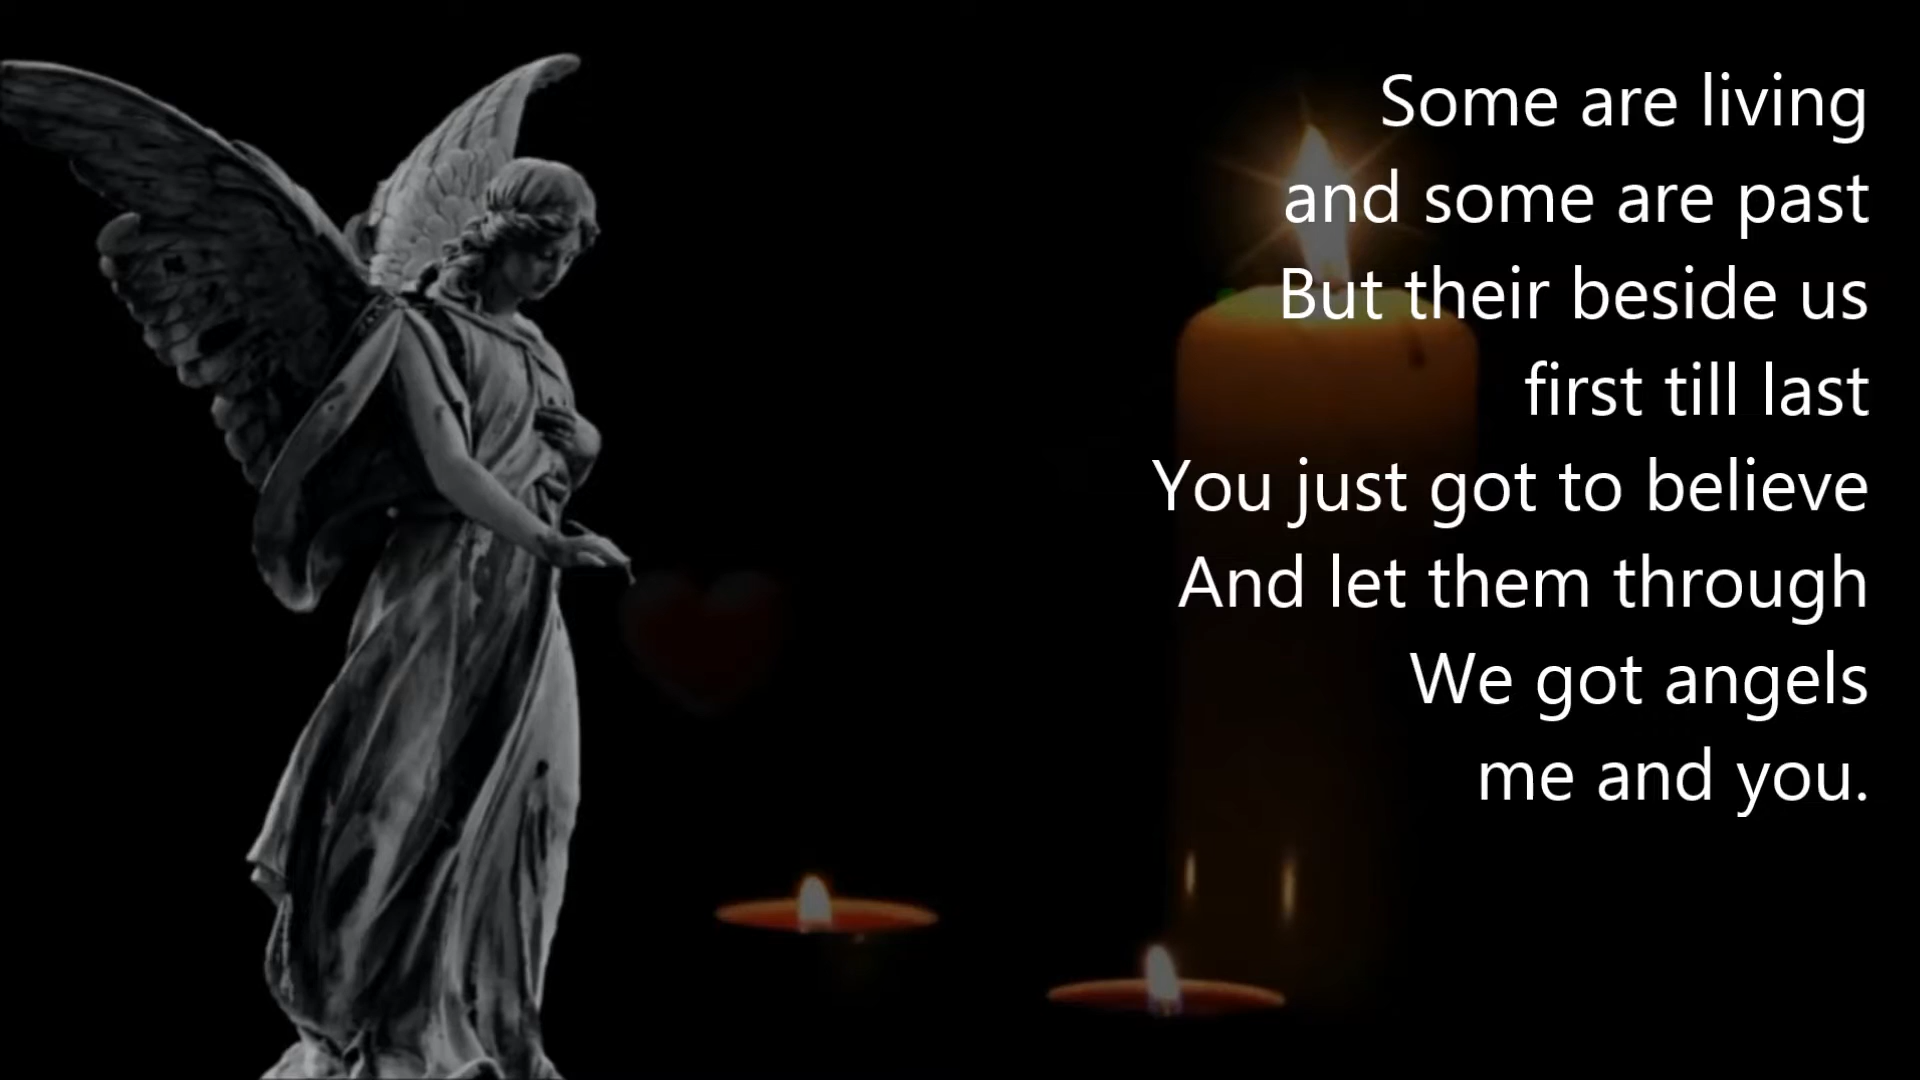 Some are living
and some are past
But their beside us
first till last
You just got to believe
And let them through
We got angels
me and you.